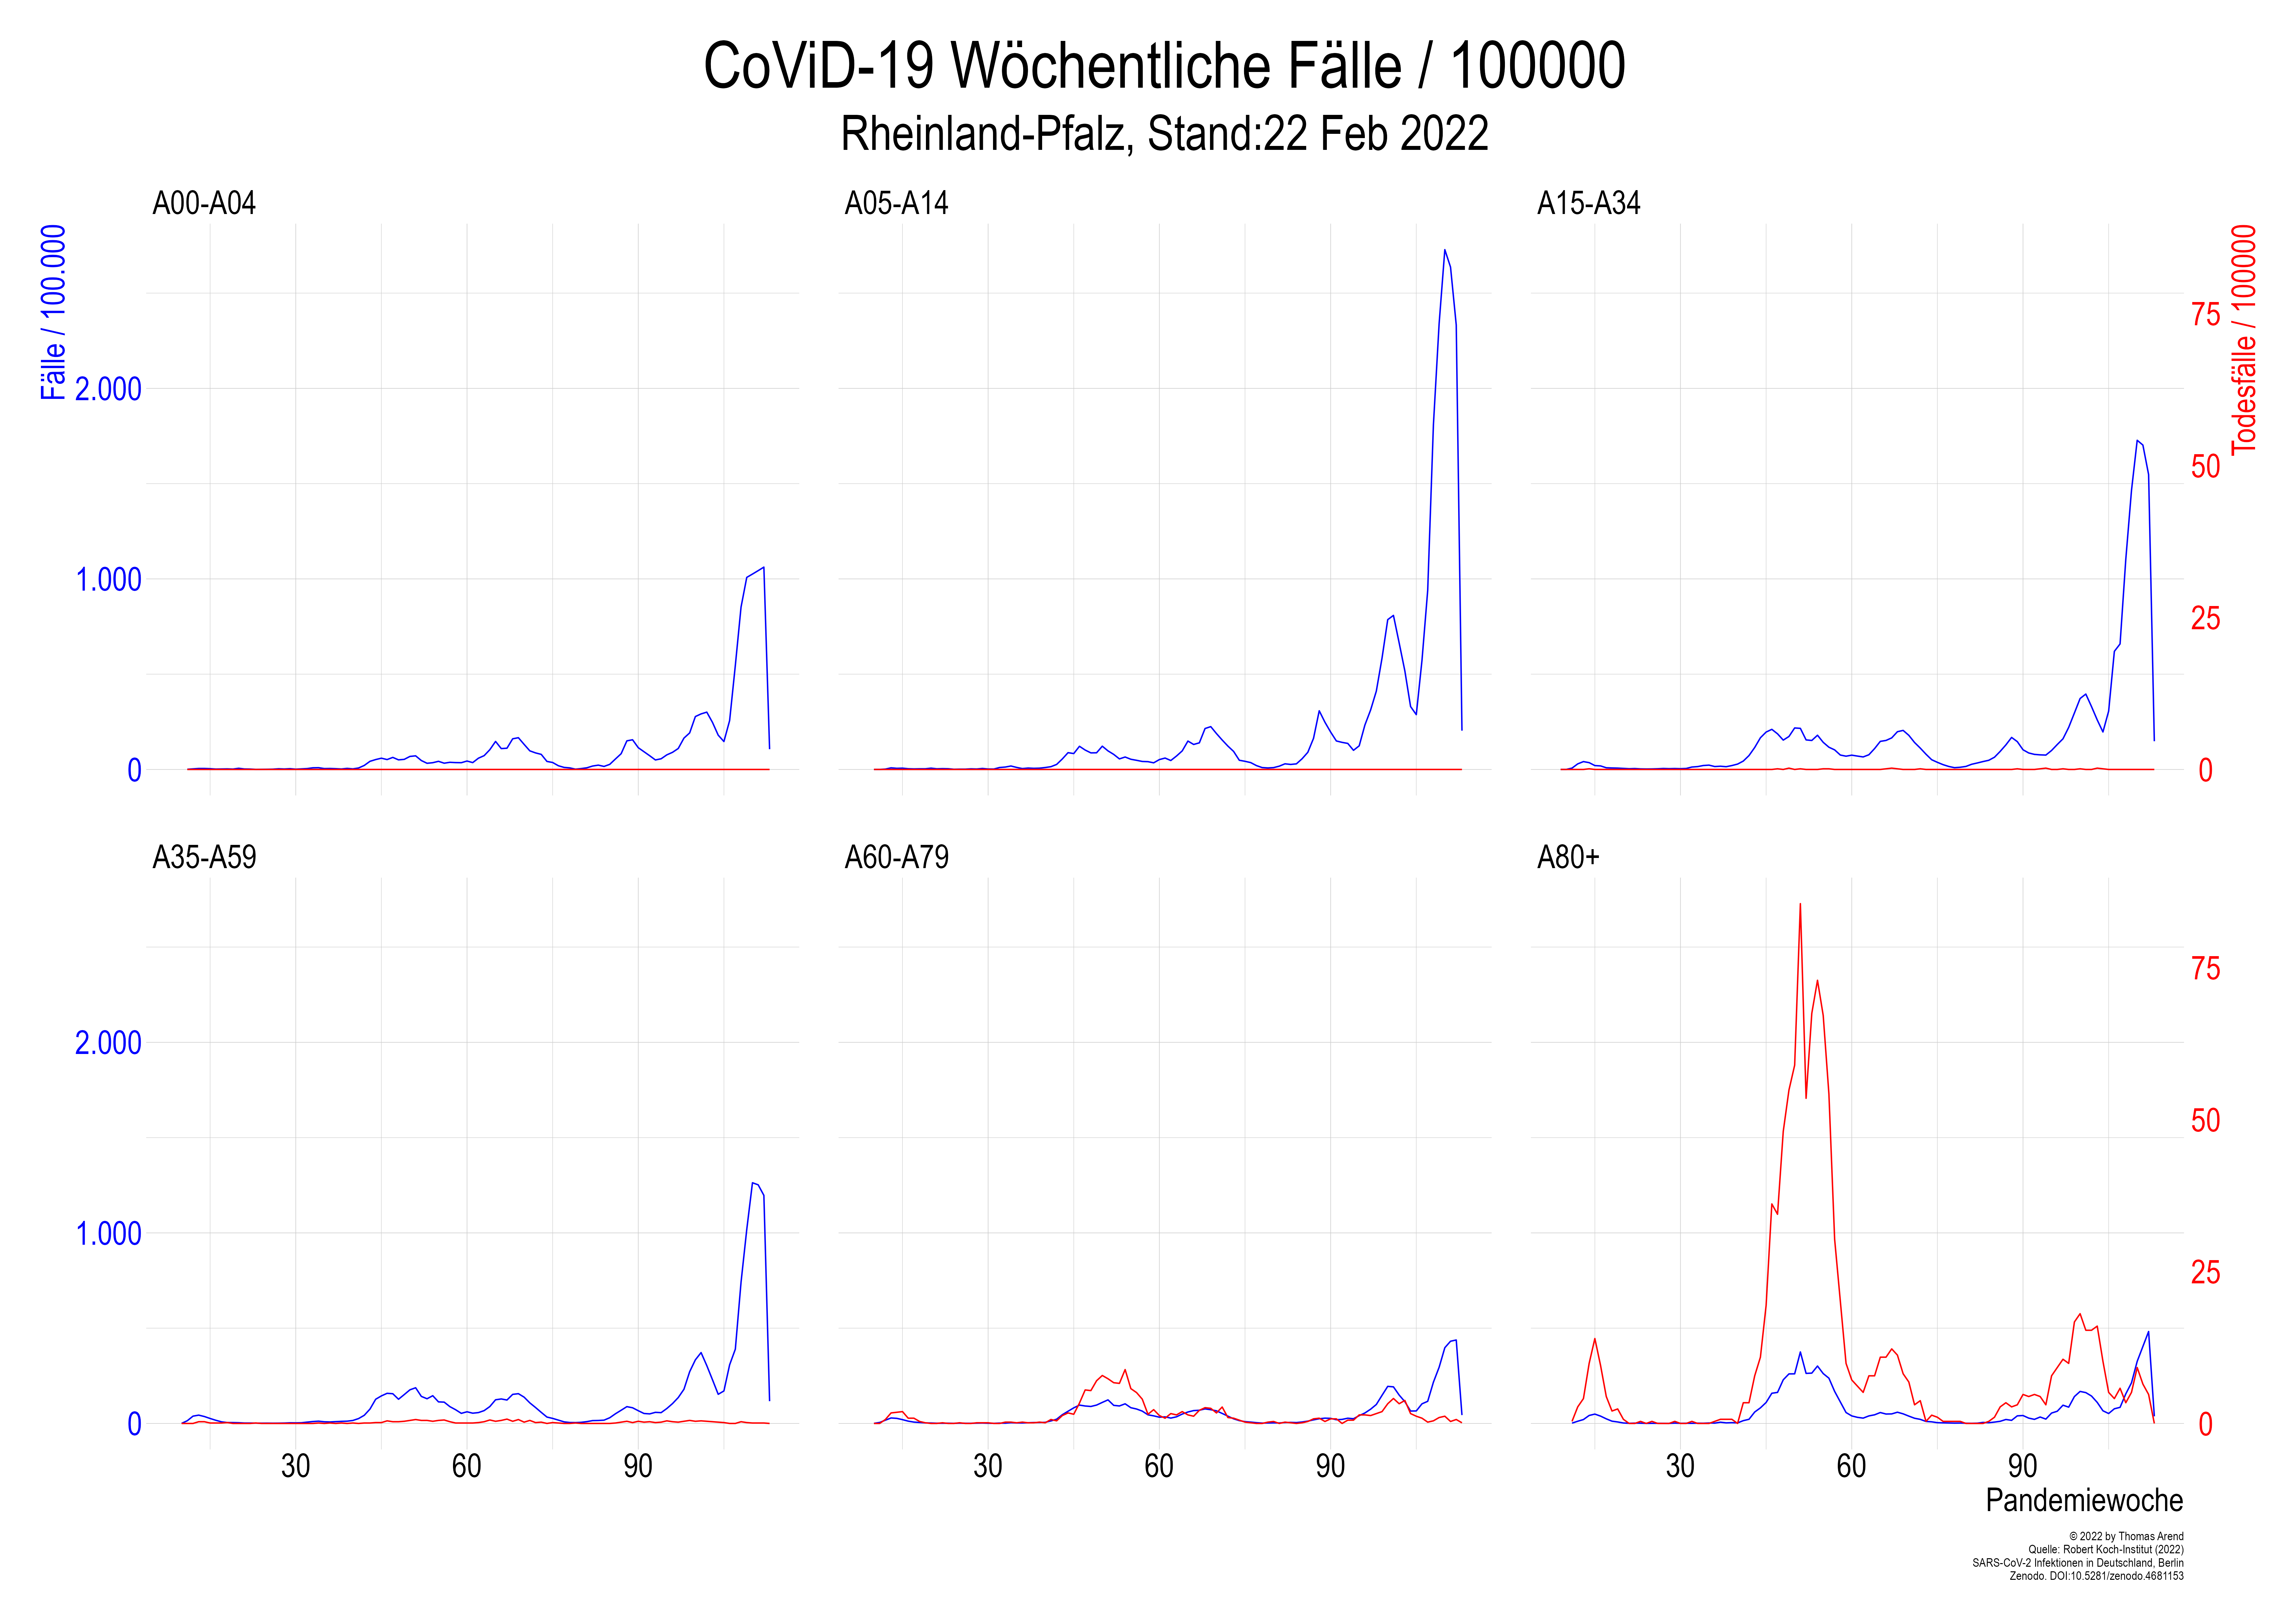 CoViD-19 Wöchentliche Fälle / 100000
Rheinland-Pfalz, Stand:22 Feb 2022
A00-A04
A05-A14
A15-A34
Fälle / 100.000
2.000
1.000
0
75
50
25
0
Todesfälle / 100000
A35-A59
A60-A79
A80+
2.000
1.000
0
75
50
25
0
30 60 90
30 60 90
30 60 90
Pandemiewoche
© 2022 by Thomas Arend
Quelle: Robert Koch-Institut (2022)
SARS-CoV-2 Infektionen in Deutschland, Berlin
Zenodo. DOI:10.5281/zenodo.4681153